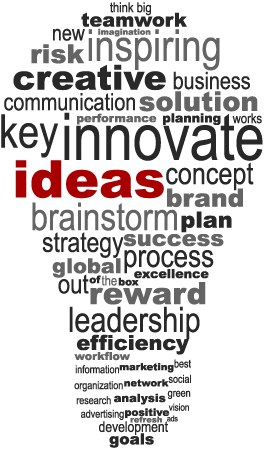 think big
teamwork
new imagination
risk inspiring
creative business
communication solution
performance planning works
key innovate
ideas concept
brand
brainstorm plan
strategy success
global process
excellence
out of the box
reward
leadership
efficiency
workflow
information marketing best
organization network social
research analysis green
advertising positive vision
refresh ads
development
goals